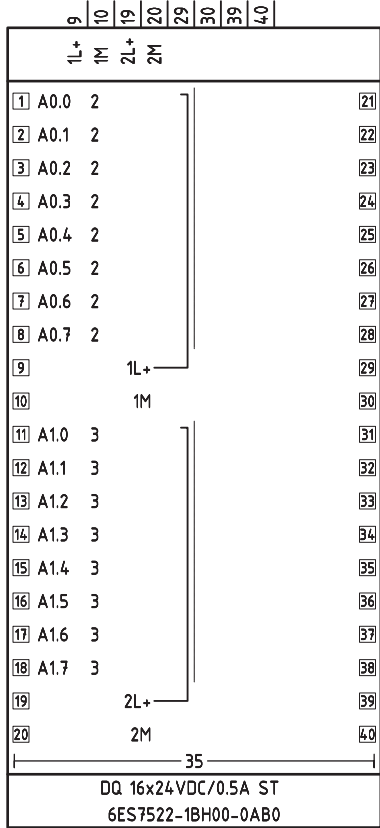 9 10 19 20 29 30 39 40
1L+ 1M 2L+ 2M
1 A0.0 2 21
2 A0.1 2 22
3 A0.2 2 23
4 A0.3 2 24
5 A0.4 2 25
6 A0.5 2 26
7 A0.6 2 27
8 A0.7 2 28
9 1L+ 29
10 1M 30
11 A1.0 3 31
12 A1.1 3 32
13 A1.2 3 33
14 A1.3 3 34
15 A1.4 3 35
16 A1.5 3 36
17 A1.6 3 37
18 A1.7 3 38
19 2L+ 39
20 2M 40
35
DQ 16x24VDC/0.5A ST
6ES7522-1BH00-0AB0